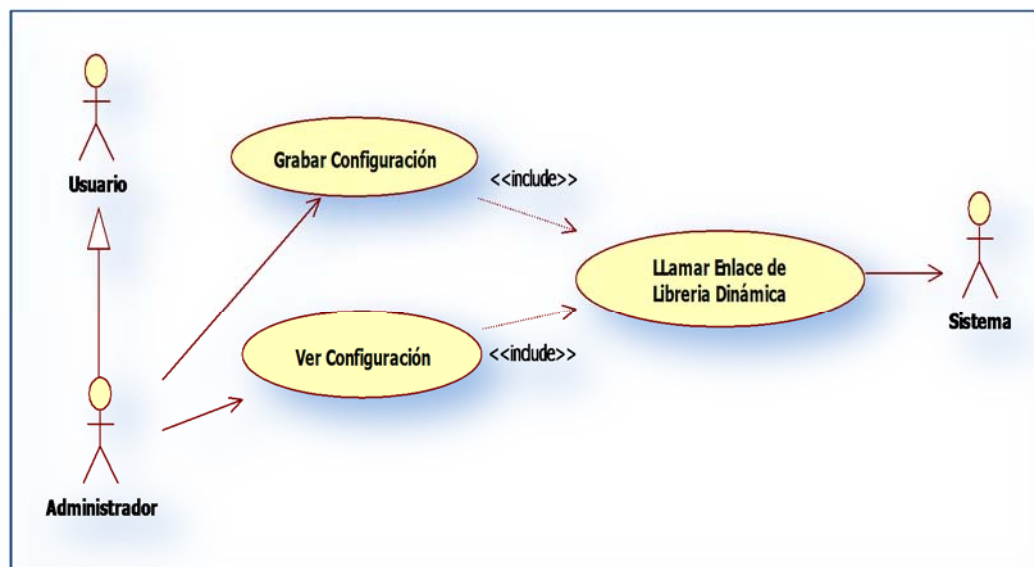 Usuario
Grabar Configuración
<<include>>
LLamar Enlace de
Libreria Dinámica
Sistema
Ver Configuración
<<include>>
Administrador